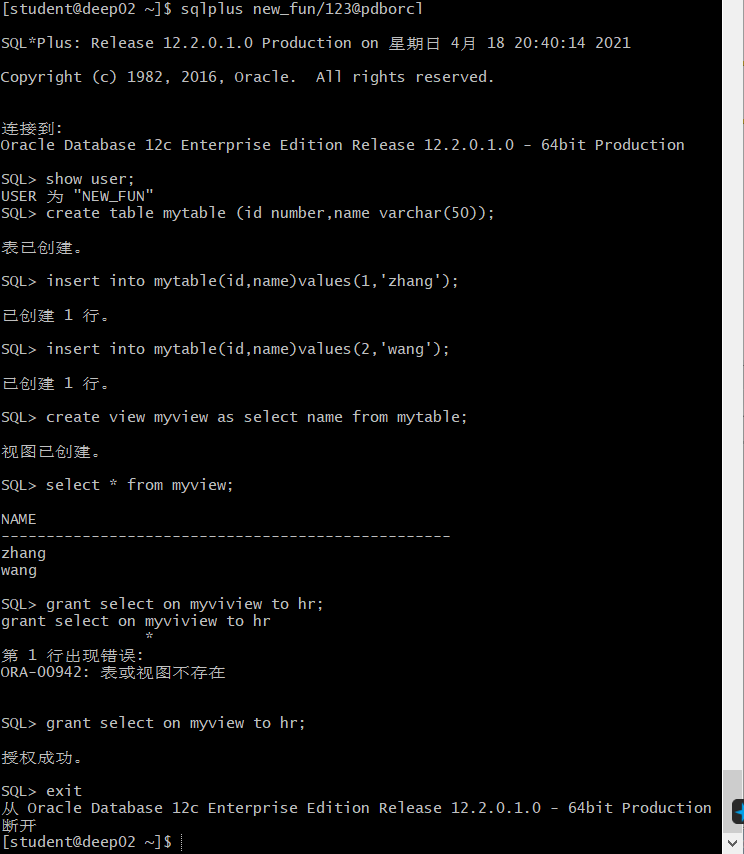 [student@deep02 ~]$ sqlplus new_fun/123@pdborcl
SQL*Plus: Release 12.2.0.1.0 Production on 星期日 4月 18 20:40:14 2021
Copyright (c) 1982, 2016, Oracle.  All rights reserved.
连接到:
Oracle Database 12c Enterprise Edition Release 12.2.0.1.0 - 64bit Production
SQL> show user;
USER 为 "NEW_FUN"
SQL> create table mytable (id number,name varchar(50));
表已创建。
SQL> insert into mytable(id,name)values(1,'zhang');
已创建 1 行。
SQL> insert into mytable(id,name)values(2,'wang');
已创建 1 行。
SQL> create view myview as select name from mytable;
视图已创建。
SQL> select * from myview;
NAME
--------------------------------------------------
zhang
wang
SQL> grant select on myviview to hr;
grant select on myviview to hr
*
第 1 行出现错误:
ORA-00942: 表或视图不存在
SQL> grant select on myview to hr;
授权成功。
SQL> exit
从 Oracle Database 12c Enterprise Edition Release 12.2.0.1.0 - 64bit Production
断开
[student@deep02 ~]$